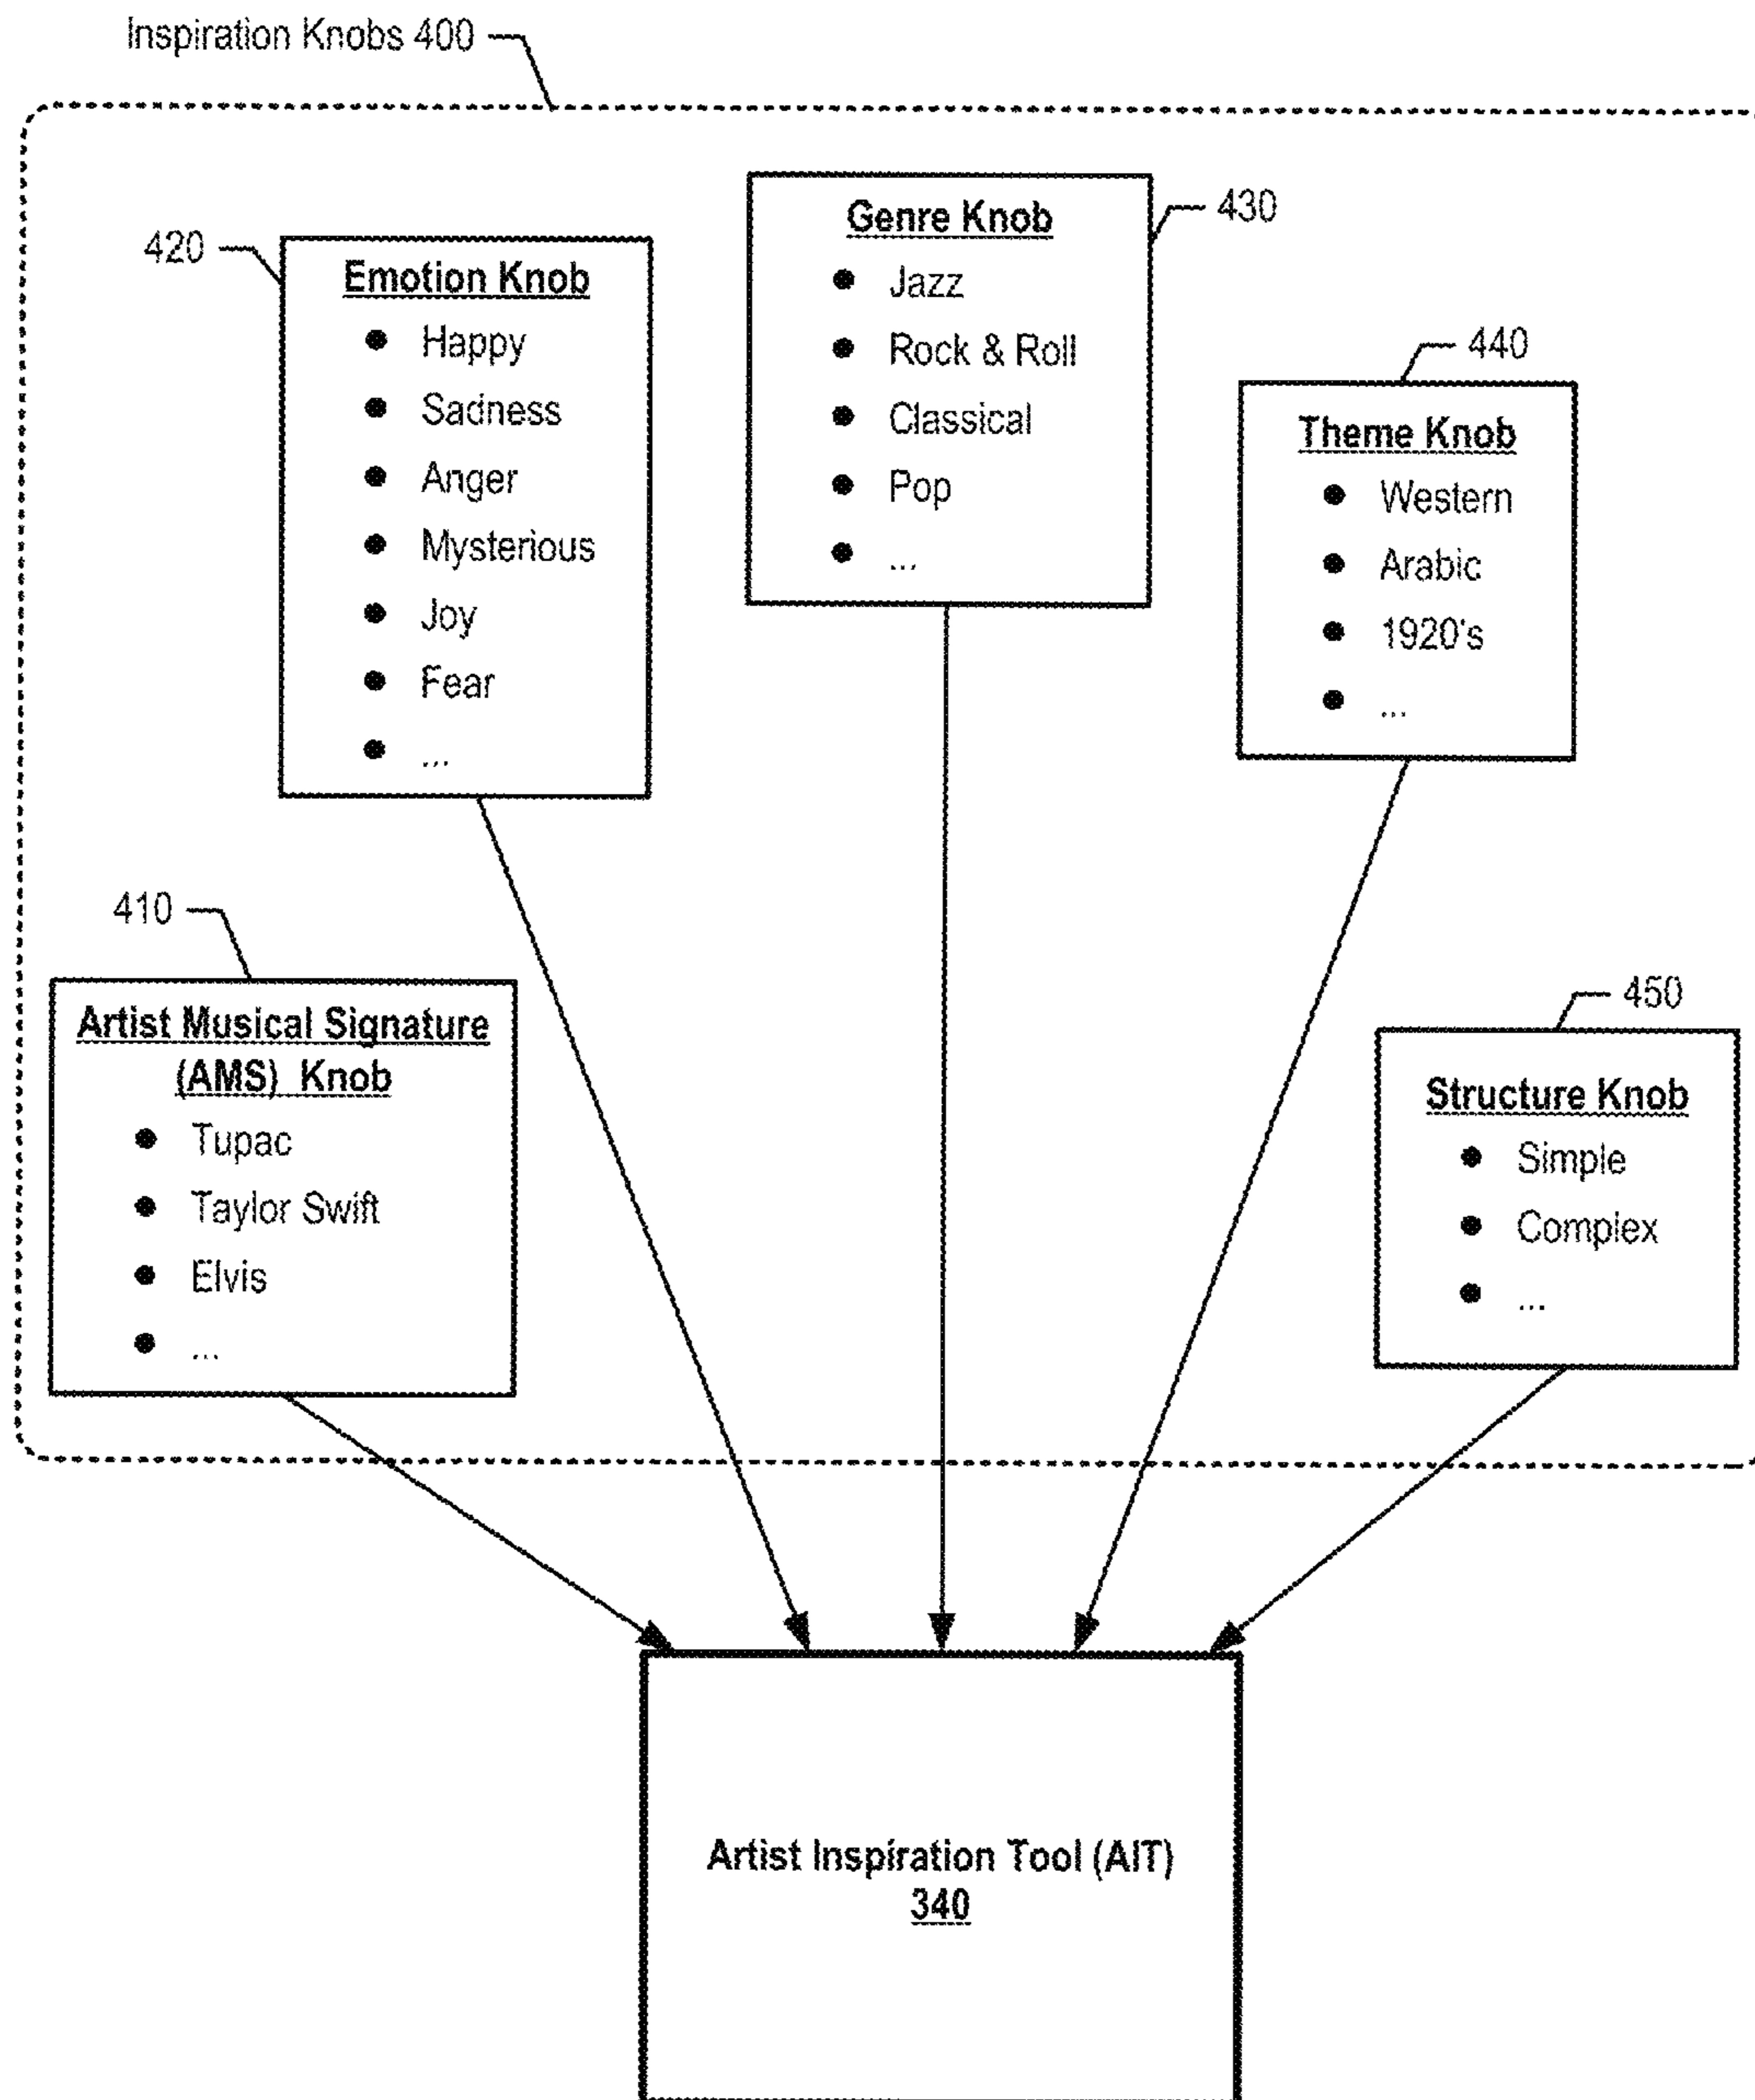 Inspiration Knobs 400
430
Genre Knob
● Jazz
● Rock & Roll
● Classical
● Pop
● ...
420
Emotion Knob
● Happy
● Sadness
● Anger
● Mysterious
● Joy
● Fear
● ...
440
Theme Knob
● Western
● Arabic
● 1920's
● ...
410
Artist Musical Signature
(AMS) Knob
● Tupac
● Taylor Swift
● Elvis
● ...
450
Structure Knob
● Simple
● Complex
● ...
Artist Inspiration Tool (AIT)
340